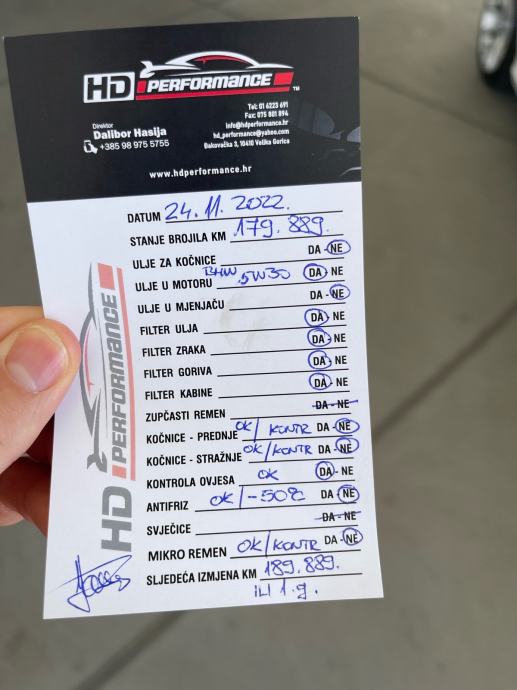 HD PERFORMANCE™
Tel: 01 6223 691
Fax: 075 801 894
info@hdperformance.hr
hd_performance@yahoo.com
Đakovačka 3, 10410 Velika Gorica
Direktor
Dalibor Hasija
+385 98 975 5755
www.hdperformance.hr
DATUM 24.11.2022.
STANJE BROJILA KM 179.889.
ULJE ZA KOČNICE DA-NE
ULJE U MOTORU BMW 5W30 DA-NE
ULJE U MJENJAČU DA-NE
FILTER ULJA DA-NE
FILTER ZRAKA DA-NE
FILTER GORIVA DA-NE
FILTER KABINE DA-NE
ZUPČASTI REMEN DA-NE
KOČNICE - PREDNJE OK/KONTR DA-NE
KOČNICE - STRAŽNJE OK/KONTR DA-NE
KONTROLA OVJESA OK DA-NE
ANTIFRIZ OK/-50°C DA-NE
SVJEĆICE DA-NE
MIKRO REMEN OK/KONTR DA-NE
SLJEDEĆA IZMJENA KM 189.889.
ILI 1.g.
HD PERFORMANCE